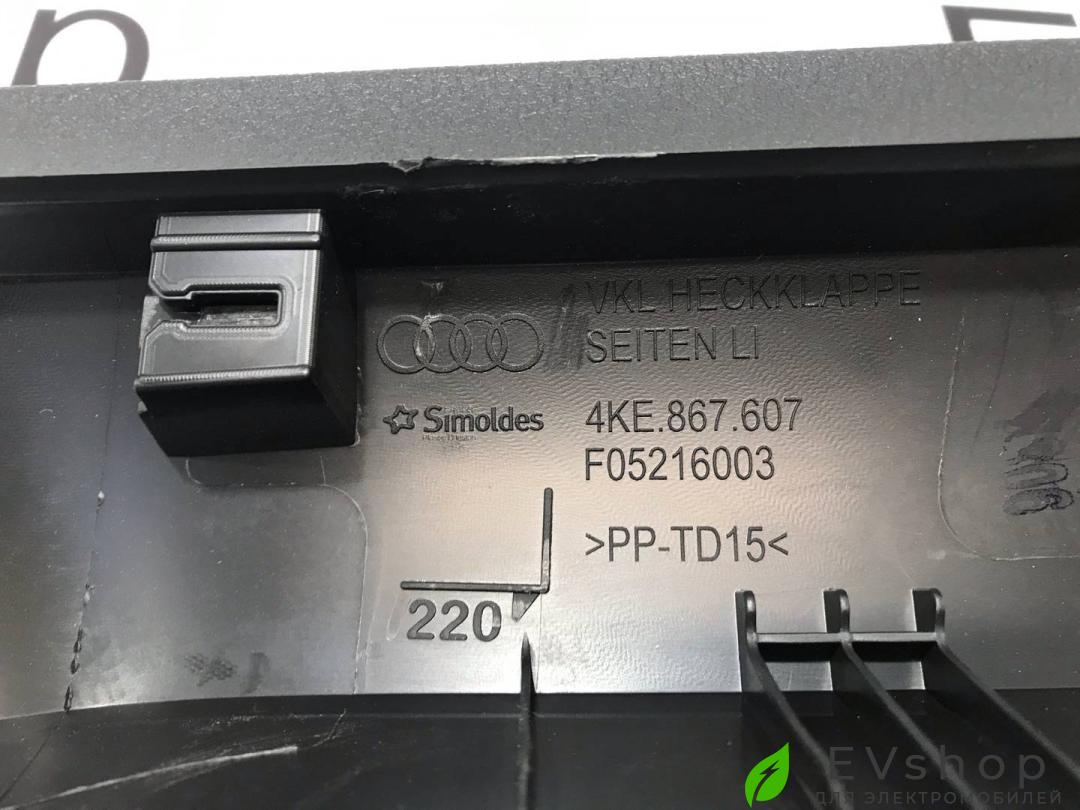 VKL HECKKLAPPE
SEITEN LI
Simoldes
4KE.867.607
F05216003
>PP-TD15<
220
EVshop
ДЛЯ ЭЛЕКТРОМОБИЛЕЙ